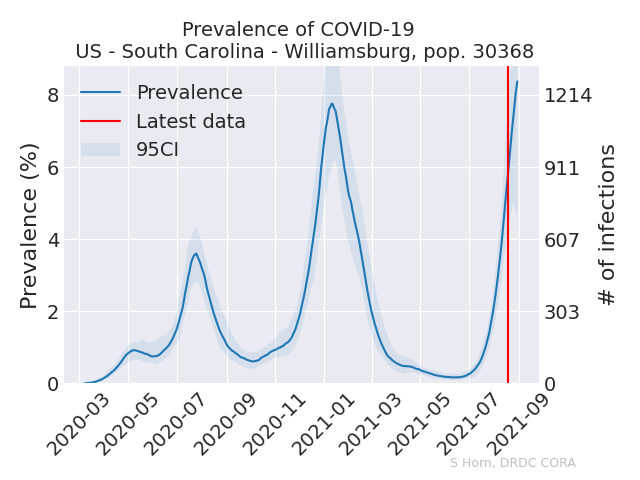 Prevalence of COVID-19
US - South Carolina - Williamsburg, pop. 30368
Prevalence
Latest data
95CI
Prevalence (%)
8
6
4
2
0
1214
911
607
303
0
# of infections
2020-03
2020-05
2020-07
2020-09
2020-11
2021-01
2021-03
2021-05
2021-07
2021-09
S Horn, DRDC CORA